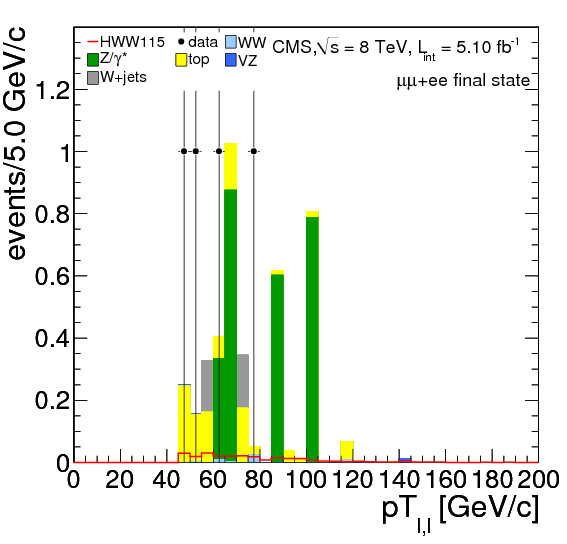 HWW115 data WW
Z/γ* top VZ
W+jets
CMS,√s = 8 TeV, L_int = 5.10 fb⁻¹
μμ+ee final state
events/5.0 GeV/c
1.2
1
0.8
0.6
0.4
0.2
0
0 20 40 60 80 100 120 140 160 180 200
pT_l,l [GeV/c]